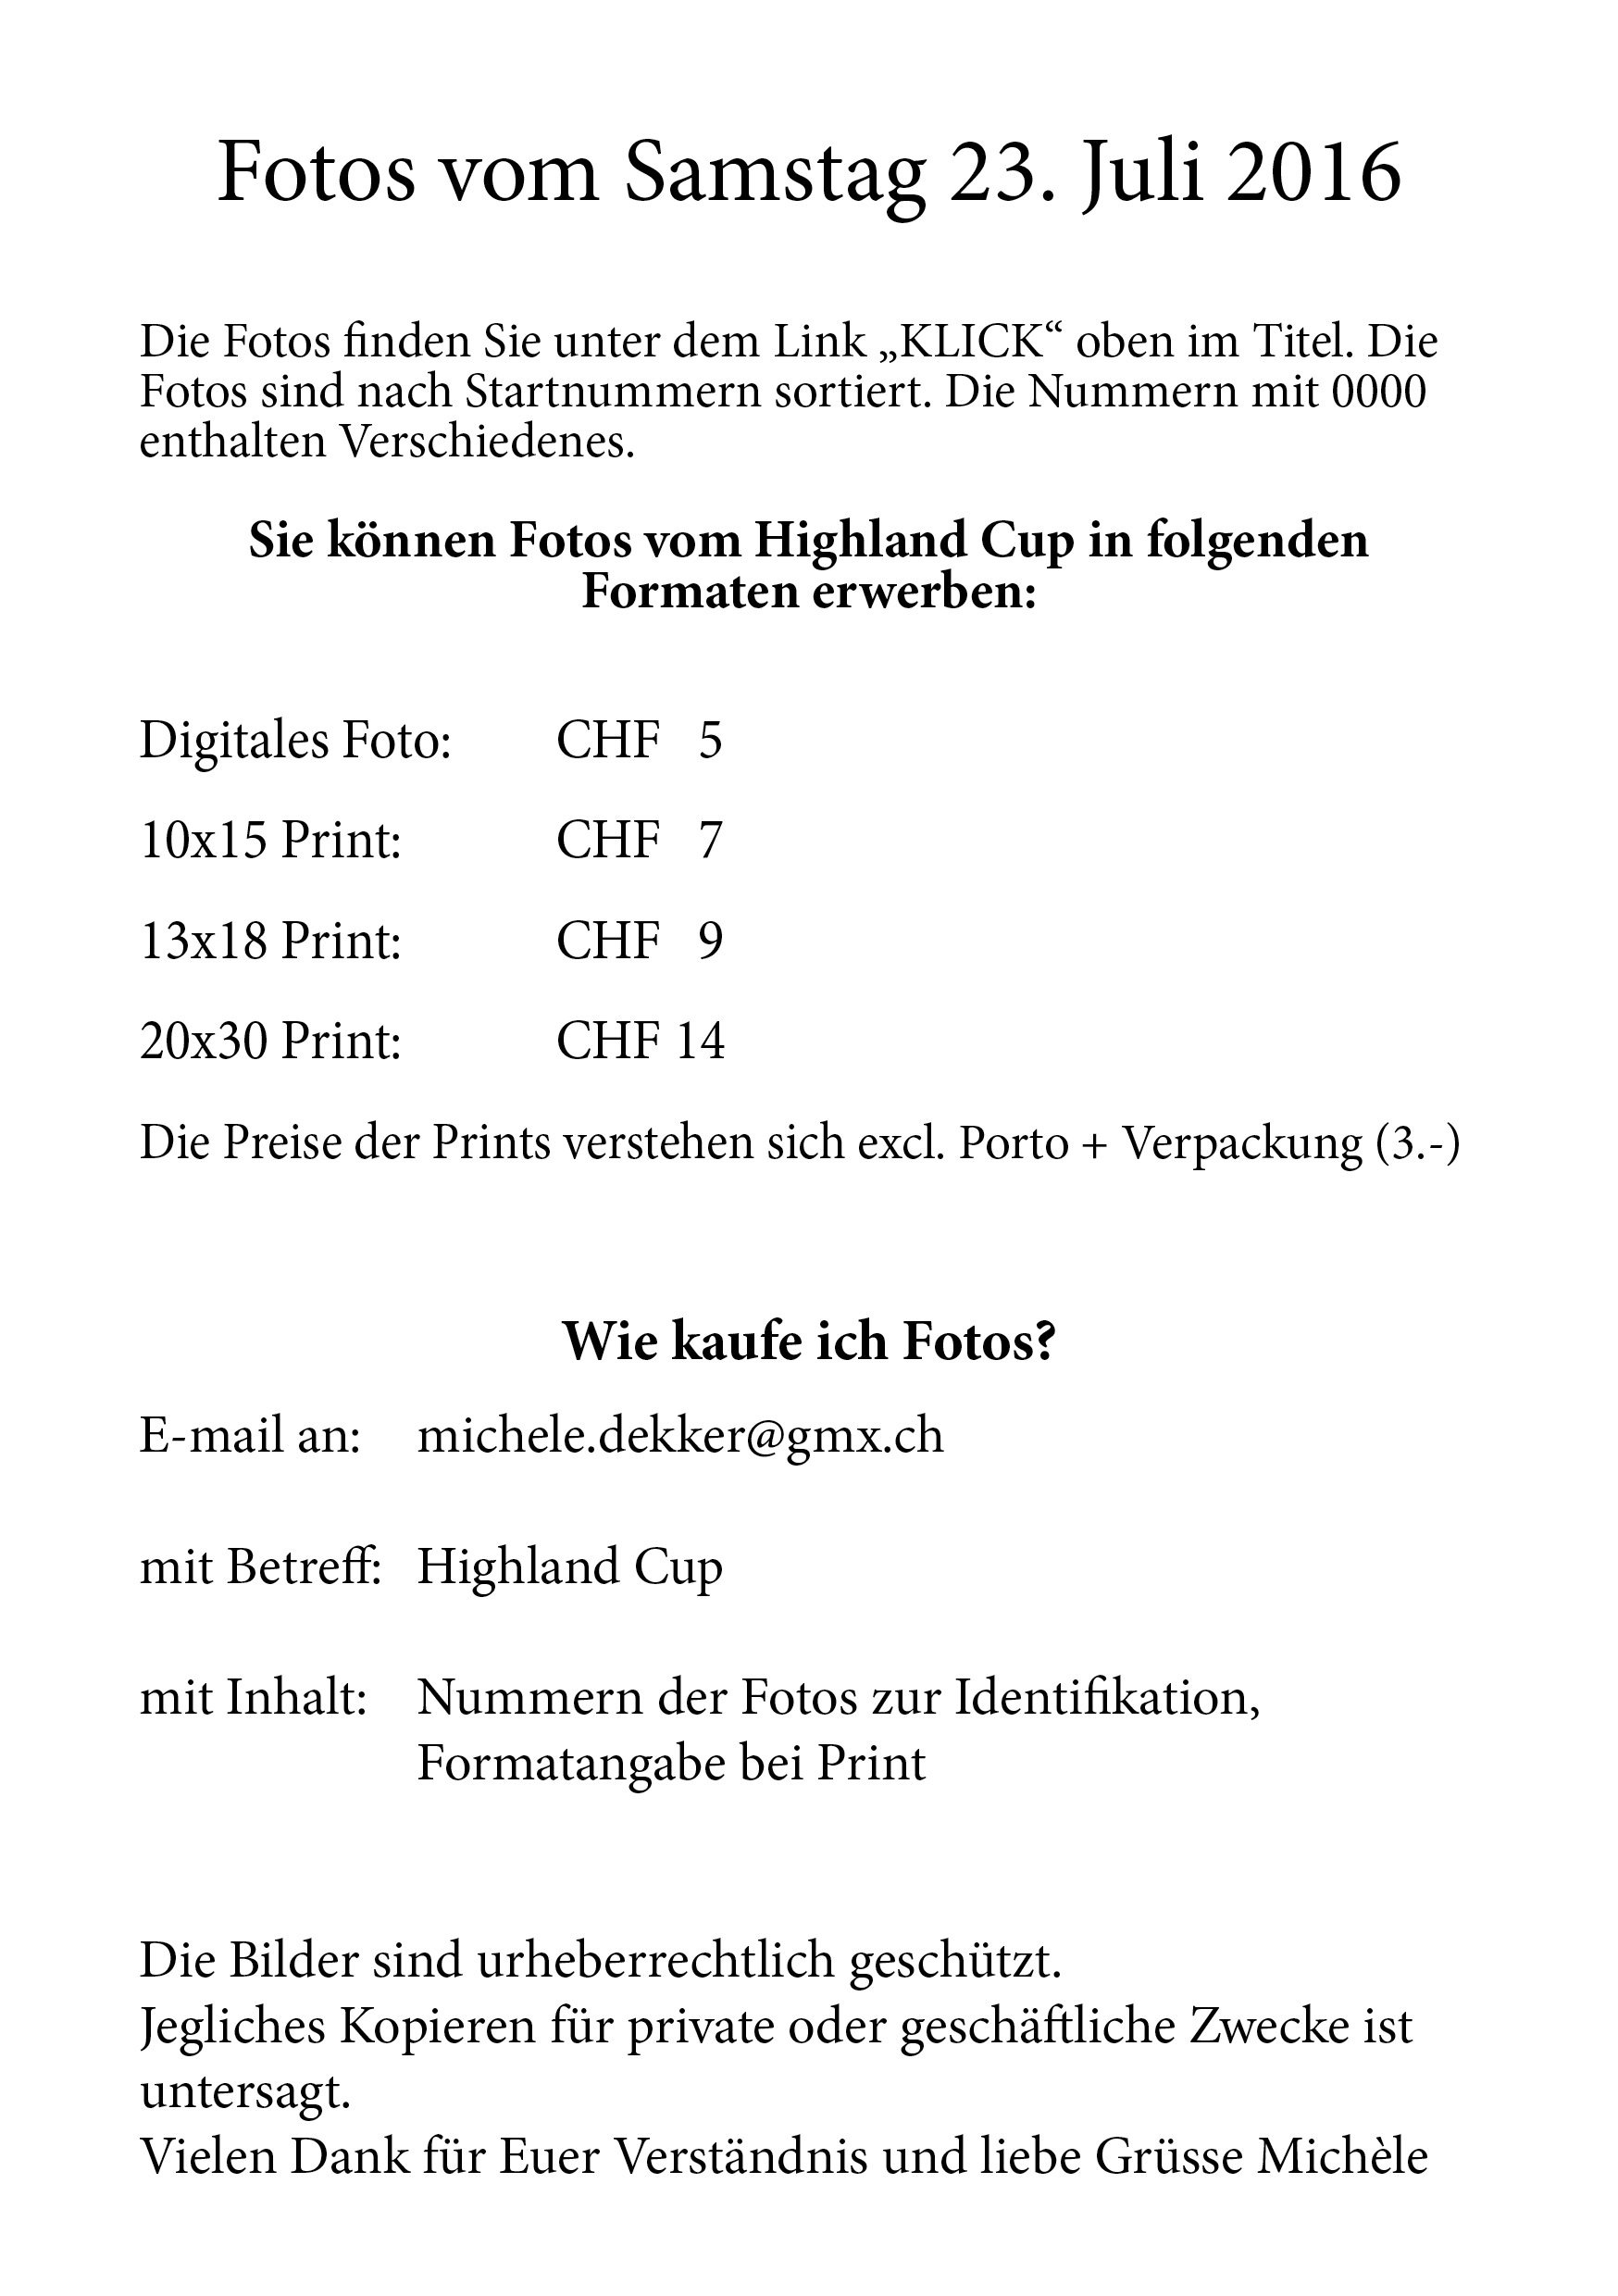 Fotos vom Samstag 23. Juli 2016
Die Fotos finden Sie unter dem Link „KLICK“ oben im Titel. Die
Fotos sind nach Startnummern sortiert. Die Nummern mit 0000
enthalten Verschiedenes.
Sie können Fotos vom Highland Cup in folgenden
Formaten erwerben:
Digitales Foto: CHF 5
10x15 Print: CHF 7
13x18 Print: CHF 9
20x30 Print: CHF 14
Die Preise der Prints verstehen sich excl. Porto + Verpackung (3.-)
Wie kaufe ich Fotos?
E-mail an: michele.dekker@gmx.ch
mit Betreff: Highland Cup
mit Inhalt: Nummern der Fotos zur Identifikation,
Formatangabe bei Print
Die Bilder sind urheberrechtlich geschützt.
Jegliches Kopieren für private oder geschäftliche Zwecke ist
untersagt.
Vielen Dank für Euer Verständnis und liebe Grüsse Michèle